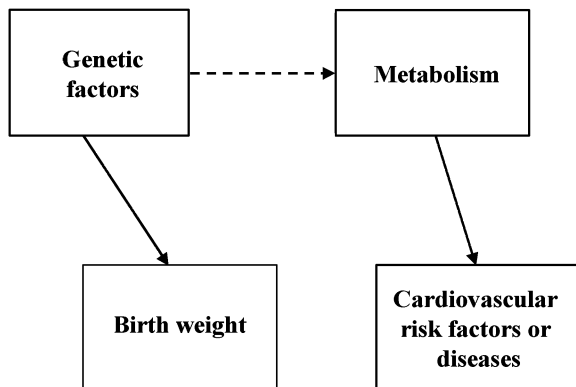 Genetic
factors
Metabolism
Birth weight
Cardiovascular
risk factors or
diseases